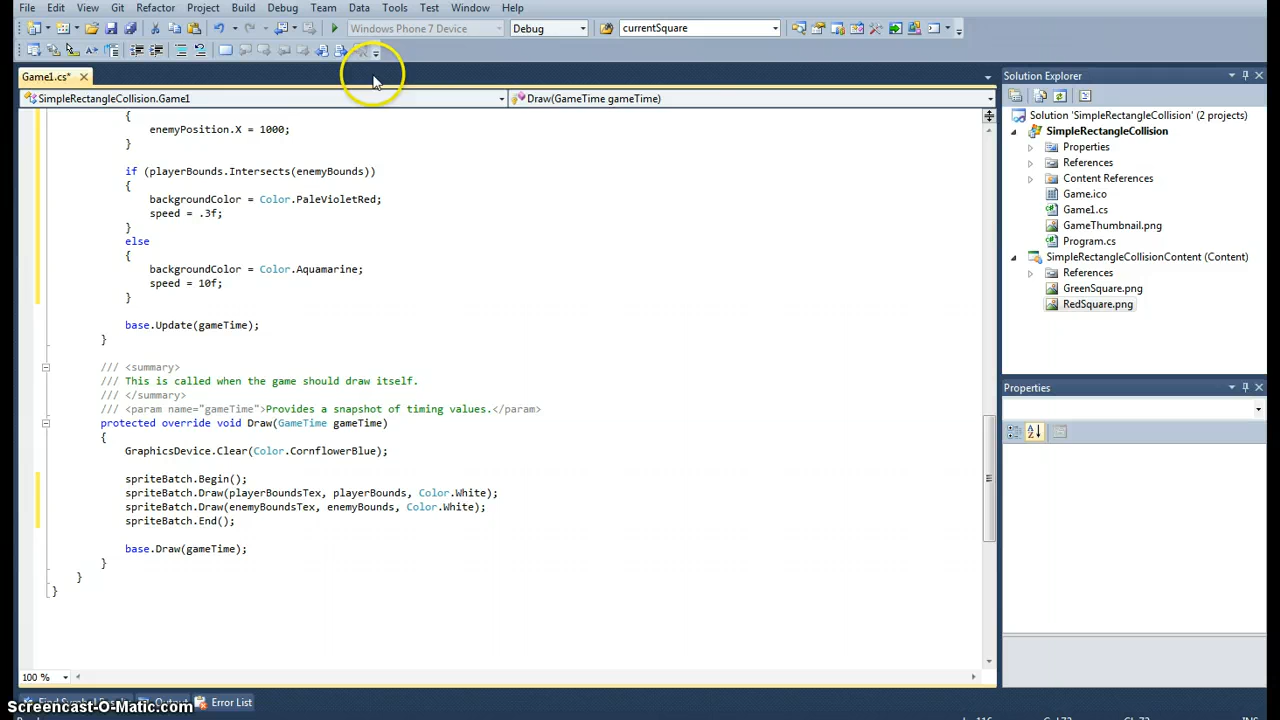 File Edit View Git Refactor Project Build Debug Team Data Tools Test Window Help
Windows Phone 7 Device Debug currentSquare
Game1.cs*
SimpleRectangleCollision.Game1 Draw(GameTime gameTime)
{
enemyPosition.X = 1000;
}
if (playerBounds.Intersects(enemyBounds))
{
backgroundColor = Color.PaleVioletRed;
speed = .3f;
}
else
{
backgroundColor = Color.Aquamarine;
speed = 10f;
}
base.Update(gameTime);
}
/// <summary>
/// This is called when the game should draw itself.
/// </summary>
/// <param name="gameTime">Provides a snapshot of timing values.</param>
protected override void Draw(GameTime gameTime)
{
GraphicsDevice.Clear(Color.CornflowerBlue);
spriteBatch.Begin();
spriteBatch.Draw(playerBoundsTex, playerBounds, Color.White);
spriteBatch.Draw(enemyBoundsTex, enemyBounds, Color.White);
spriteBatch.End();
base.Draw(gameTime);
}
}
}
100 %
Error List
Solution Explorer
Solution 'SimpleRectangleCollision' (2 projects)
SimpleRectangleCollision
Properties
References
Content References
Game.ico
Game1.cs
GameThumbnail.png
Program.cs
SimpleRectangleCollisionContent (Content)
References
GreenSquare.png
RedSquare.png
Properties
Screencast-O-Matic.com